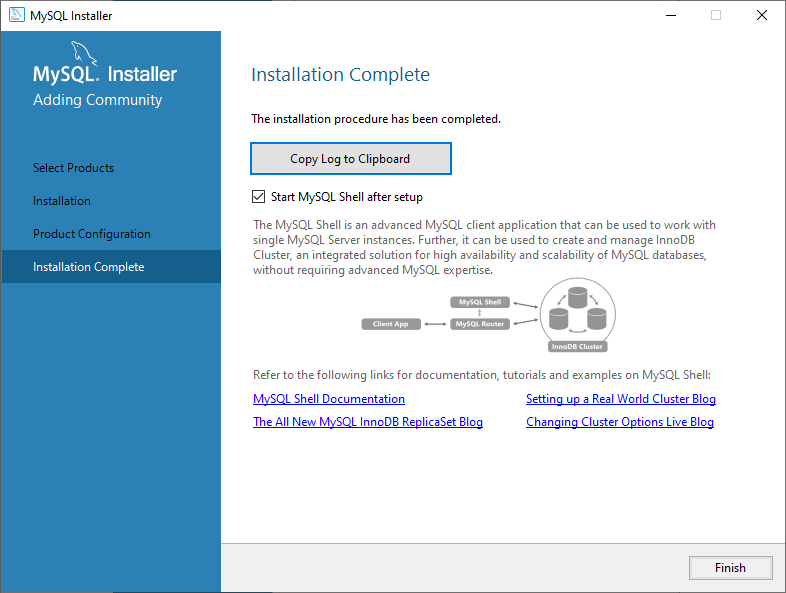 MySQL Installer
MySQL. Installer
Adding Community
Select Products
Installation
Product Configuration
Installation Complete
Installation Complete
The installation procedure has been completed.
Copy Log to Clipboard
Start MySQL Shell after setup
The MySQL Shell is an advanced MySQL client application that can be used to work with
single MySQL Server instances. Further, it can be used to create and manage InnoDB
Cluster, an integrated solution for high availability and scalability of MySQL databases,
without requiring advanced MySQL expertise.
MySQL Shell
Client App
MySQL Router
InnoDB Cluster
Refer to the following links for documentation, tutorials and examples on MySQL Shell:
MySQL Shell Documentation
Setting up a Real World Cluster Blog
The All New MySQL InnoDB ReplicaSet Blog
Changing Cluster Options Live Blog
Finish